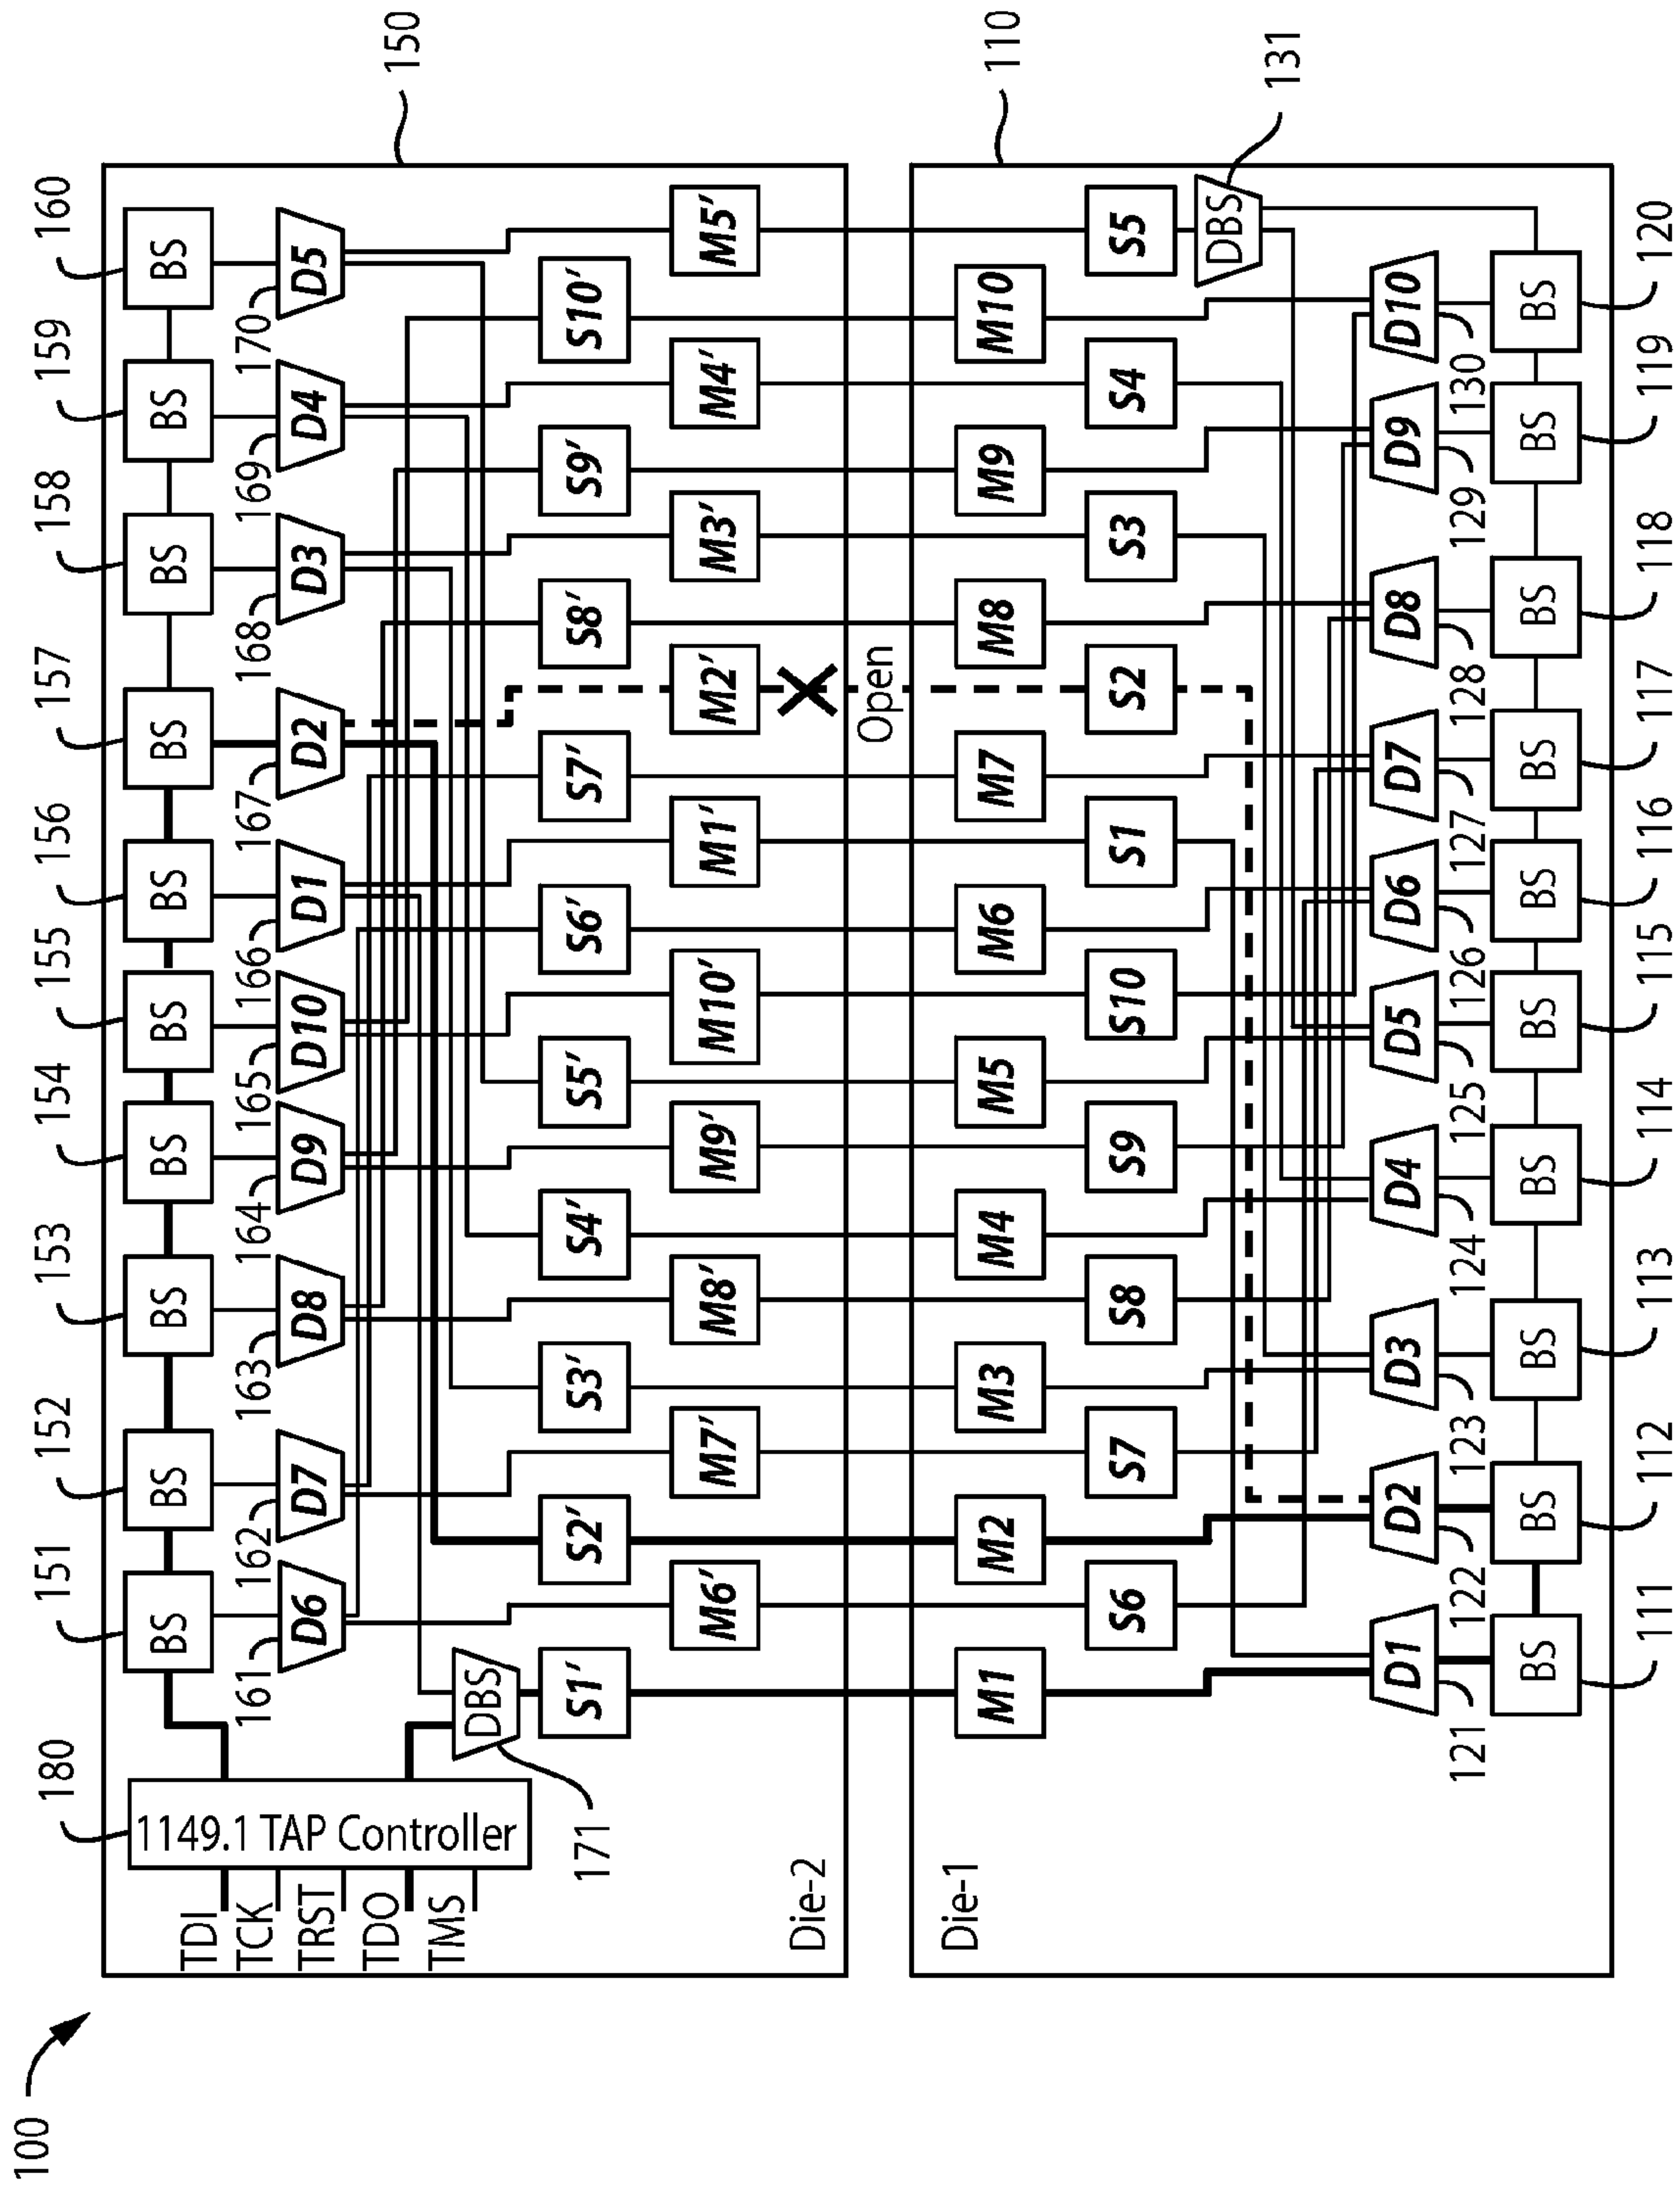 100
180 151 152 153 154 155 156 157 158 159 160
BS BS BS BS BS BS BS BS BS BS
1149.1 TAP Controller
TDI
TCK
TRST
TDO
TMS
161 162 163 164 165 166 167 168 169 170
D6 D7 D8 D9 D10 D1 D2 D3 D4 D5
150
DBS
171
S1' S2' S3' S4' S5' S6' S7' S8' S9' S10'
M6' M7' M8' M9' M10' M1' M2' M3' M4' M5'
Die-2
Open
Die-1
110
M1 M2 M3 M4 M5 M6 M7 M8 M9 M10
S6 S7 S8 S9 S10 S1 S2 S3 S4 S5
DBS
131
D1 D2 D3 D4 D5 D6 D7 D8 D9 D10
121 122 123 124 125 126 127 128 129 130
BS BS BS BS BS BS BS BS BS BS
111 112 113 114 115 116 117 118 119 120